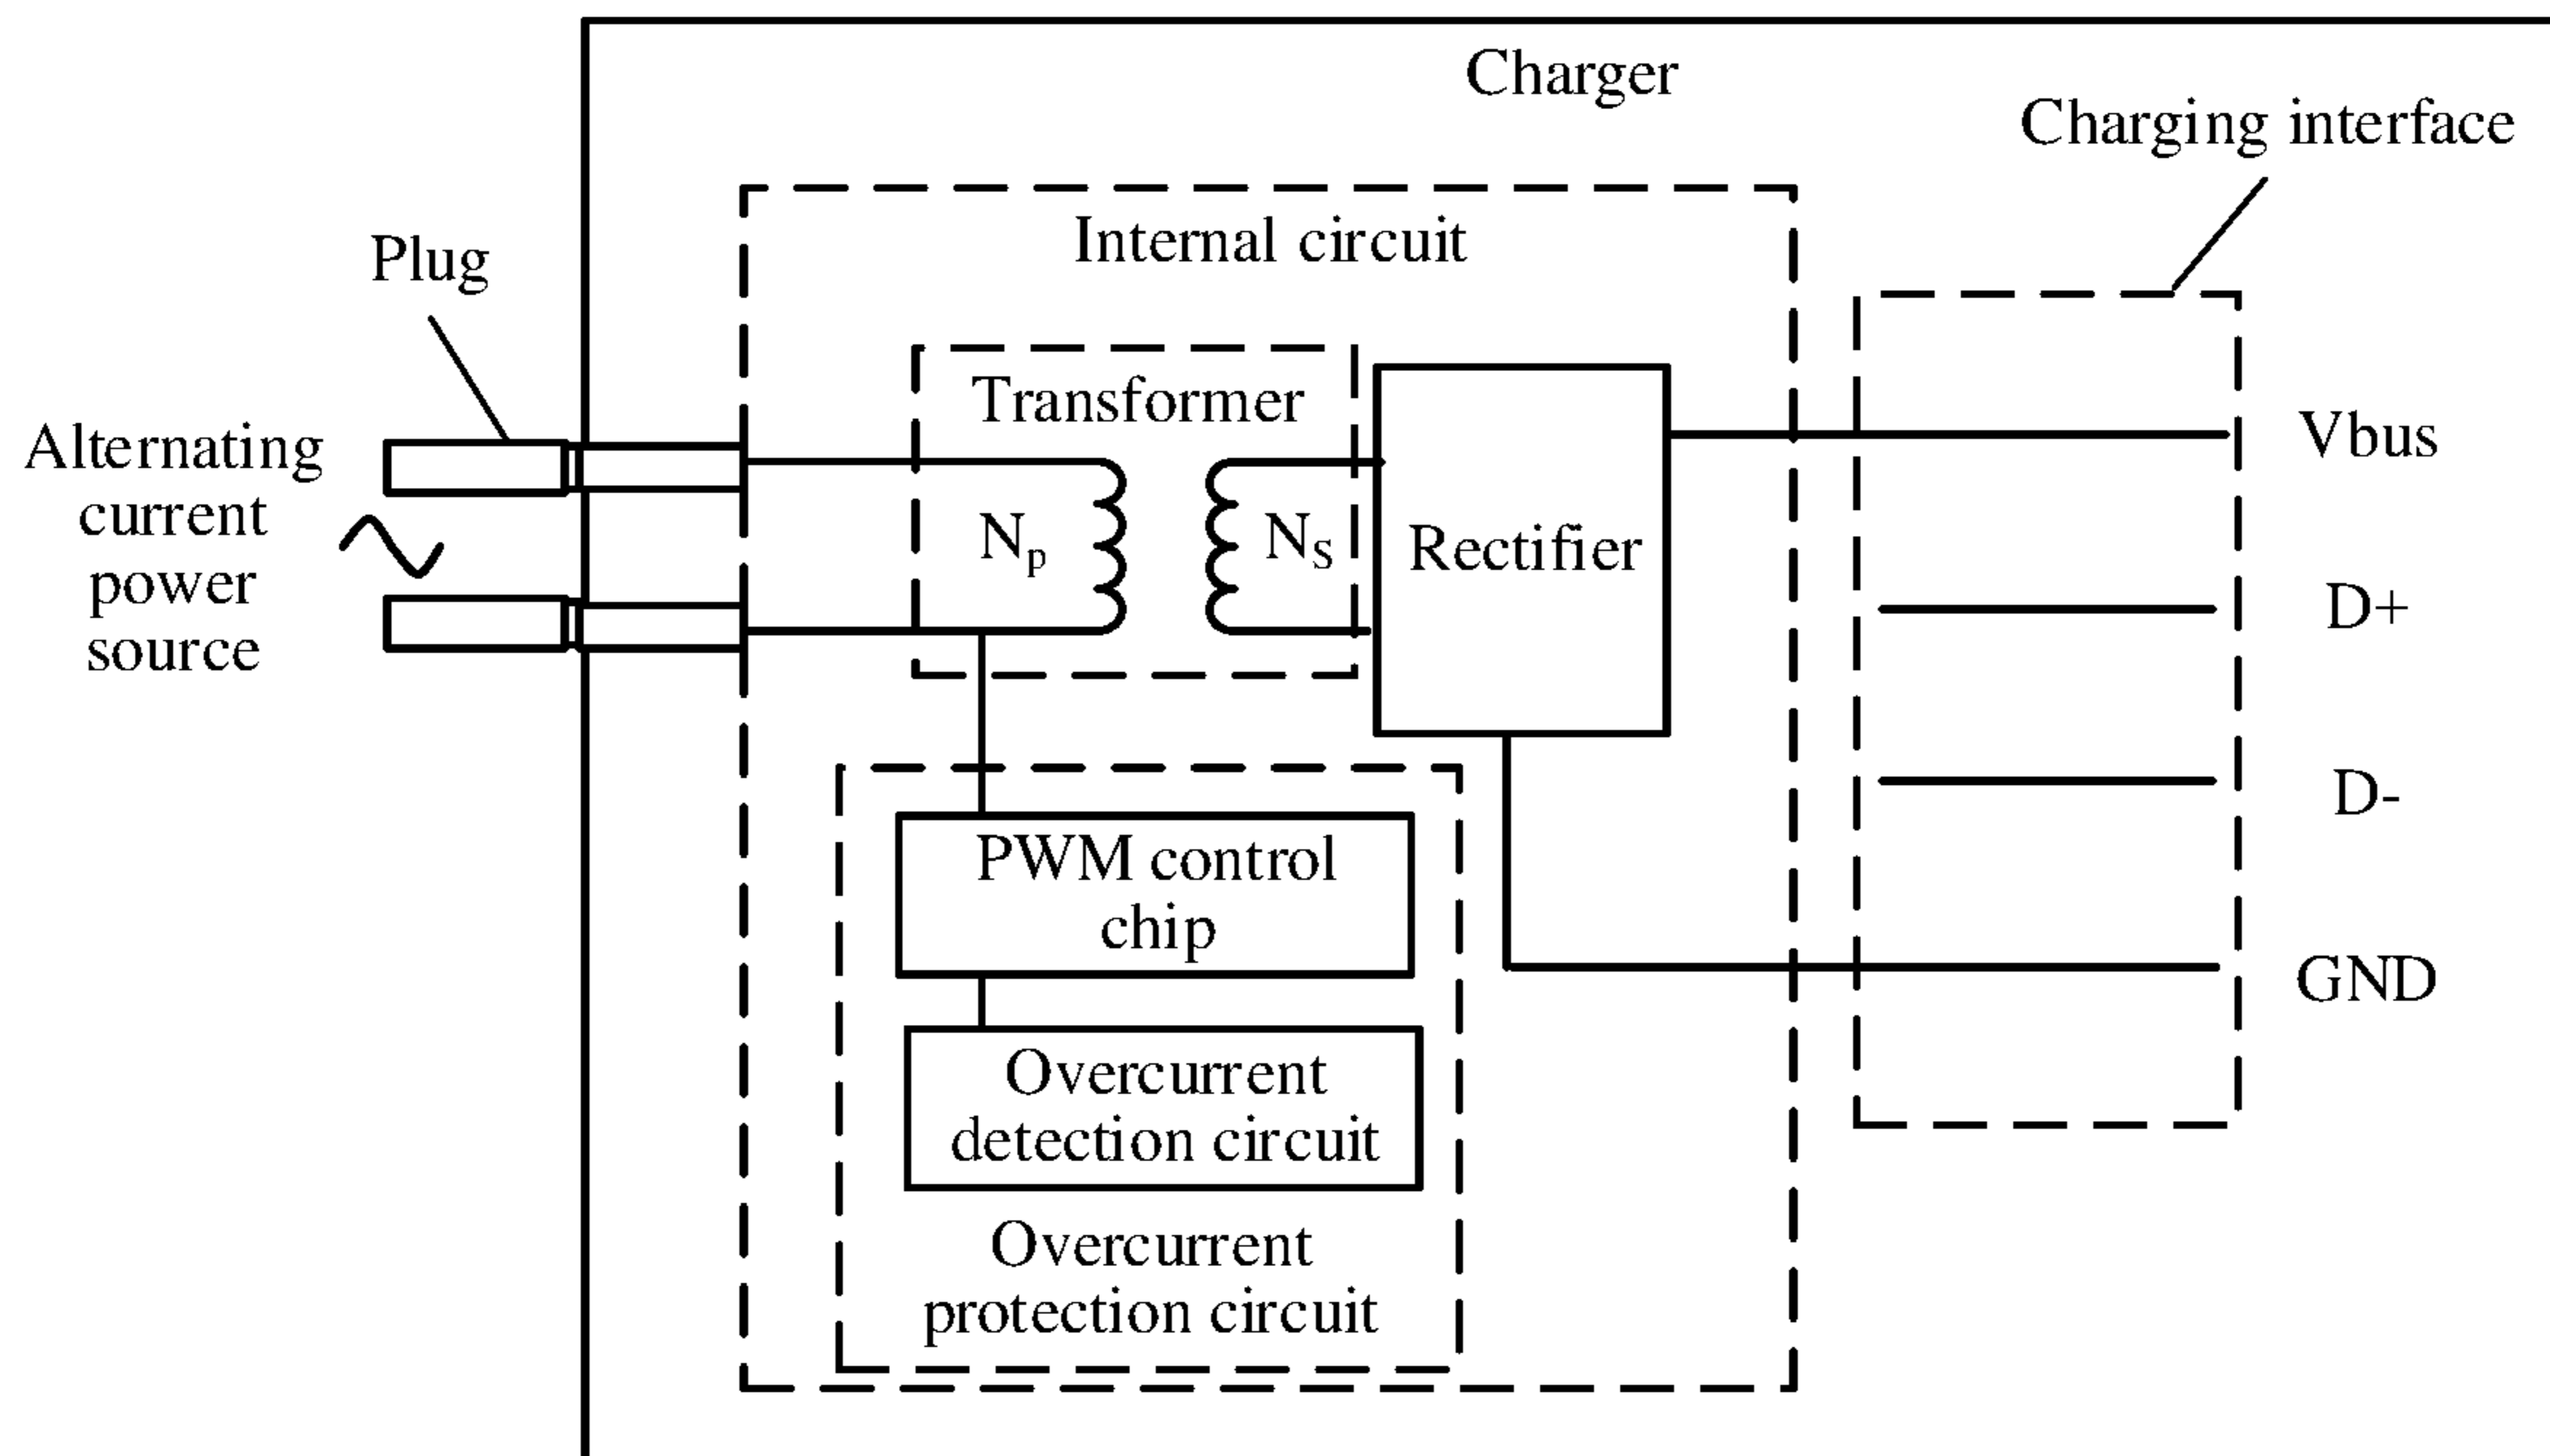 Charger
Charging interface
Internal circuit
Plug
Transformer
Alternating
current
power
source
Np
NS
Rectifier
Vbus
D+
D-
GND
PWM control
chip
Overcurrent
detection circuit
Overcurrent
protection circuit